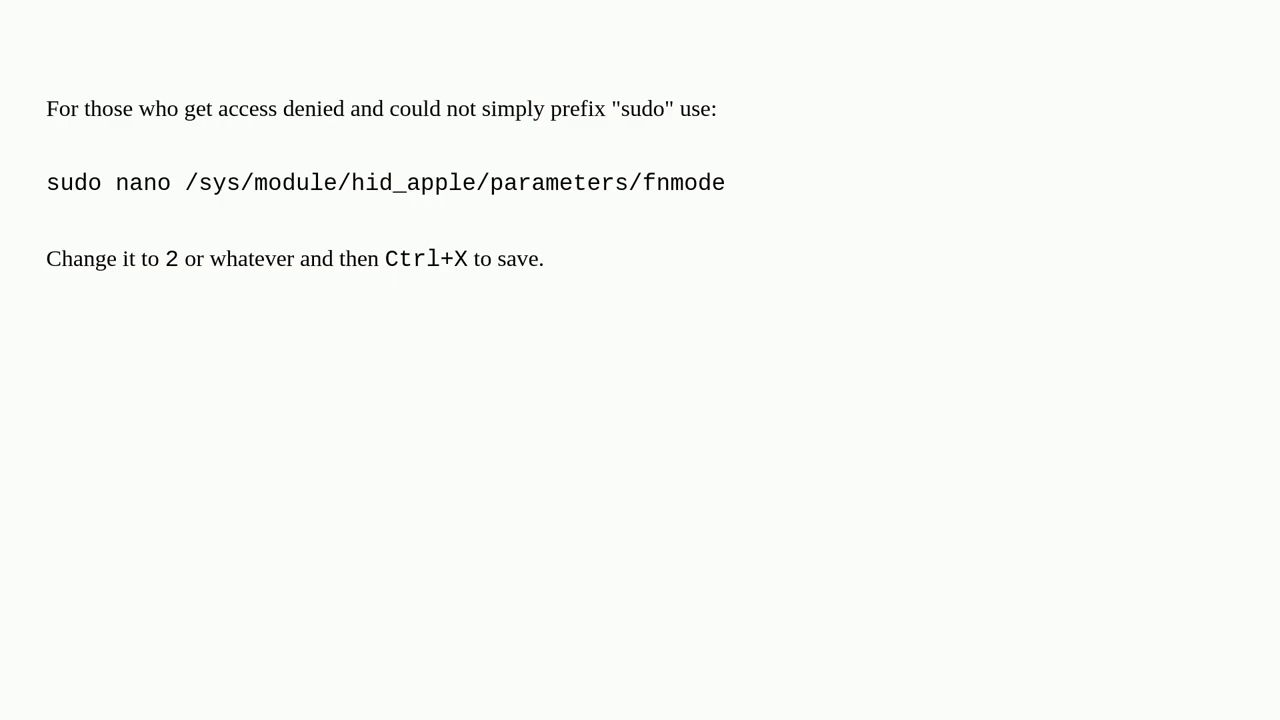 For those who get access denied and could not simply prefix "sudo" use:
sudo nano /sys/module/hid_apple/parameters/fnmode
Change it to 2 or whatever and then Ctrl+X to save.